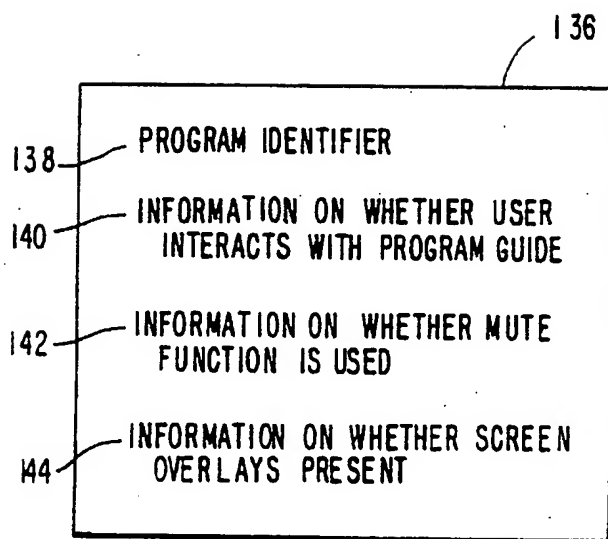 136
138 PROGRAM IDENTIFIER
140 INFORMATION ON WHETHER USER
INTERACTS WITH PROGRAM GUIDE
142 INFORMATION ON WHETHER MUTE
FUNCTION IS USED
144 INFORMATION ON WHETHER SCREEN
OVERLAYS PRESENT